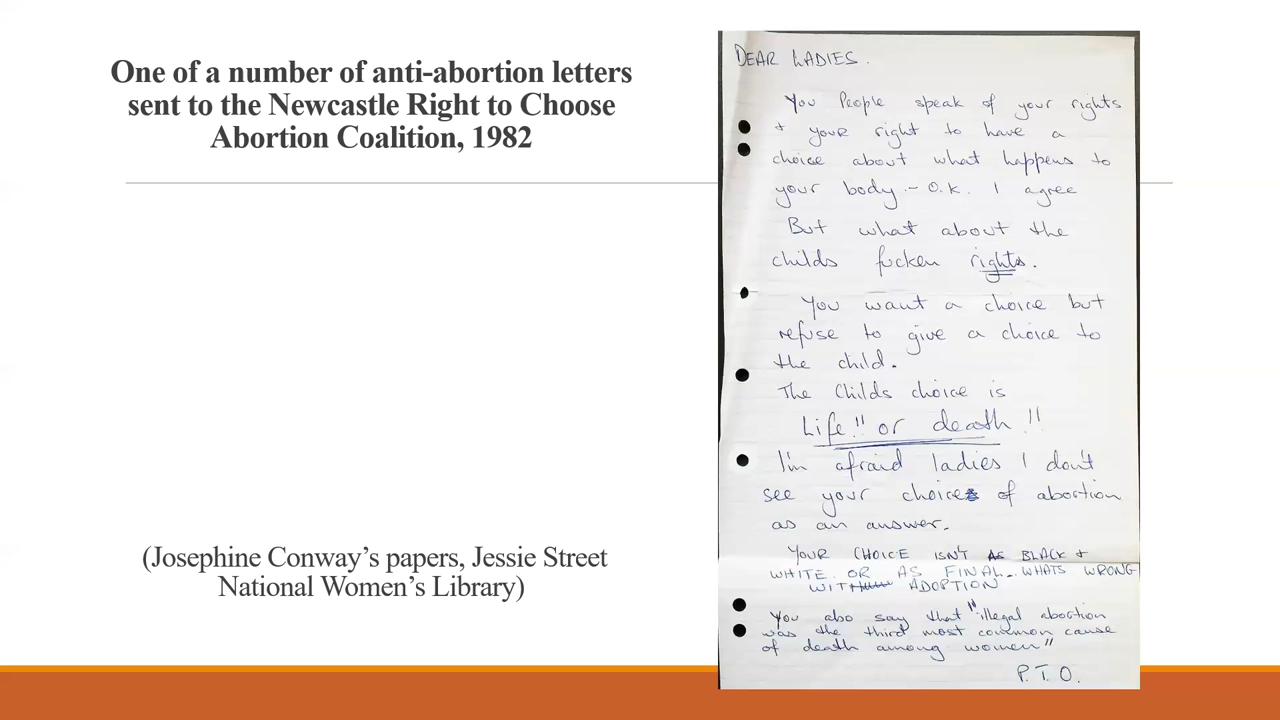 One of a number of anti-abortion letters
sent to the Newcastle Right to Choose
Abortion Coalition, 1982
(Josephine Conway’s papers, Jessie Street
National Women’s Library)
DEAR LADIES.
You People speak of your rights
+ your right to have a
choice about what happens to
your body - O.K. I agree
But what about the
childs fucken rights.
You want a choice but
refuse to give a choice to
the child.
The Childs choice is
Life!! or death!!
I'm afraid ladies I don't
see your choice of abortion
as an answer.
YOUR CHOICE ISN'T BLACK +
WHITE OR AS FINAL. WHATS WRONG
WITH ADOPTION
You also say that "illegal abortion
was the third most common cause
of death among women"
P.T.O.